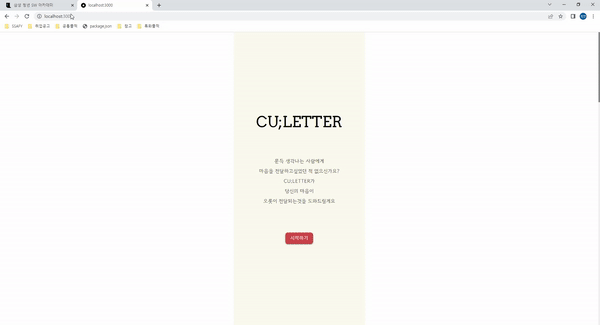 삼성 청년 SW 아카데미
localhost:3000
localhost:3000
SSAFY
취업공고
공통플젝
package.json
참고
특화플젝
CU;LETTER
문득 생각나는 사람에게
마음을 전달하고싶었던 적 없으신가요?
CU;LETTER가
당신의 마음이
오롯이 전달되는것을 도와드릴게요
시작하기